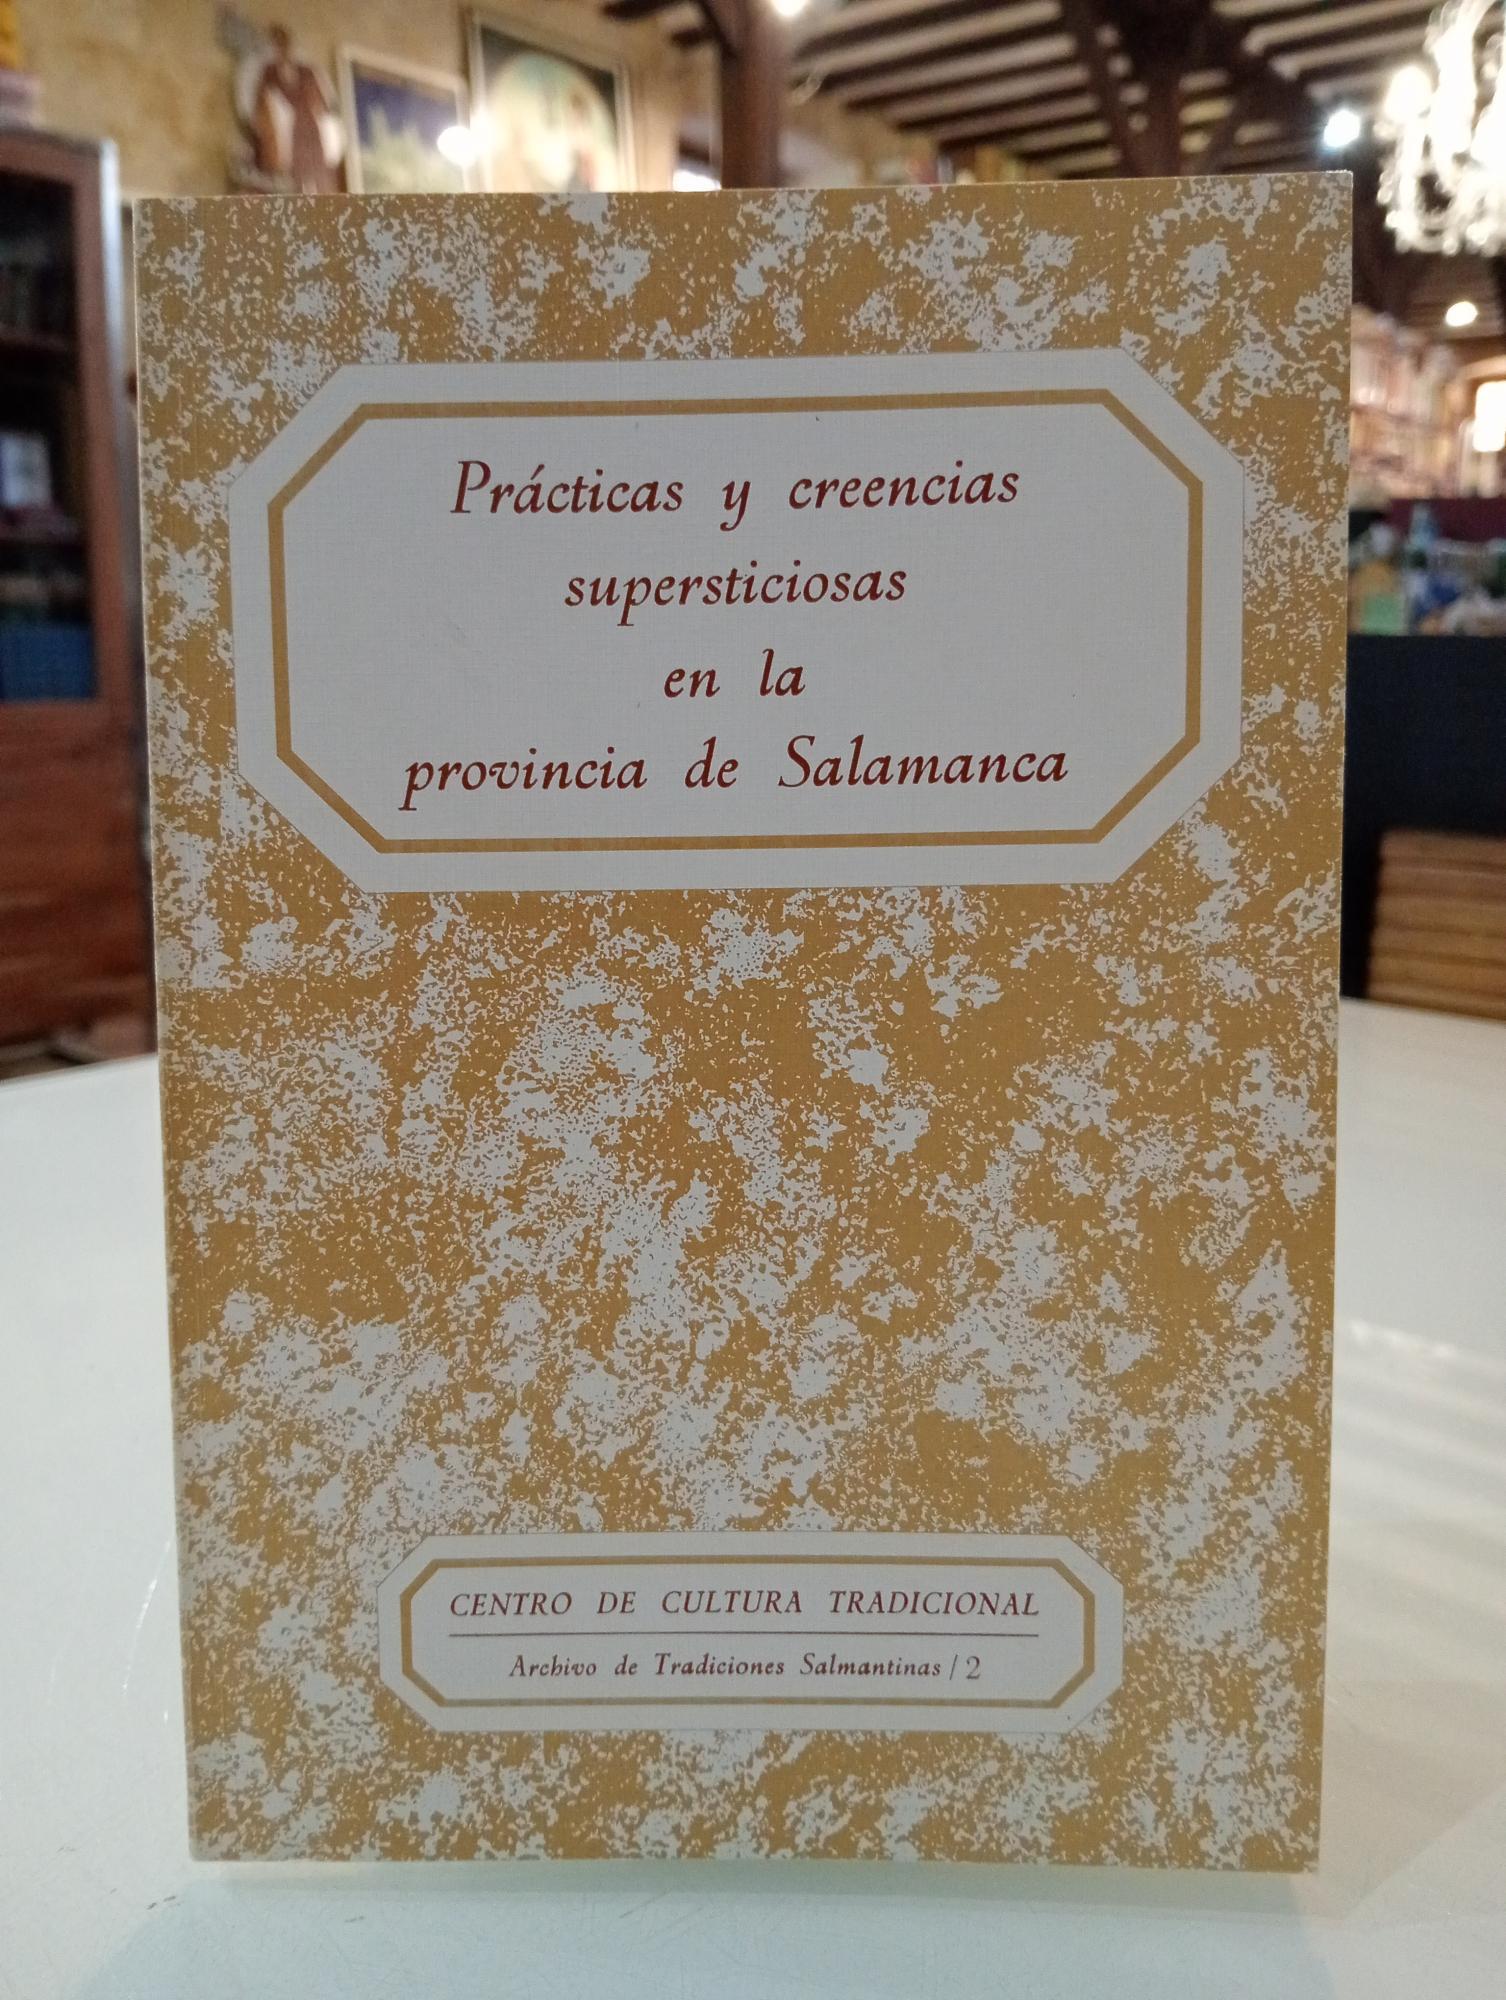 Prácticas y creencias
supersticiosas
en la
provincia de Salamanca
CENTRO DE CULTURA TRADICIONAL
Archivo de Tradiciones Salmantinas / 2